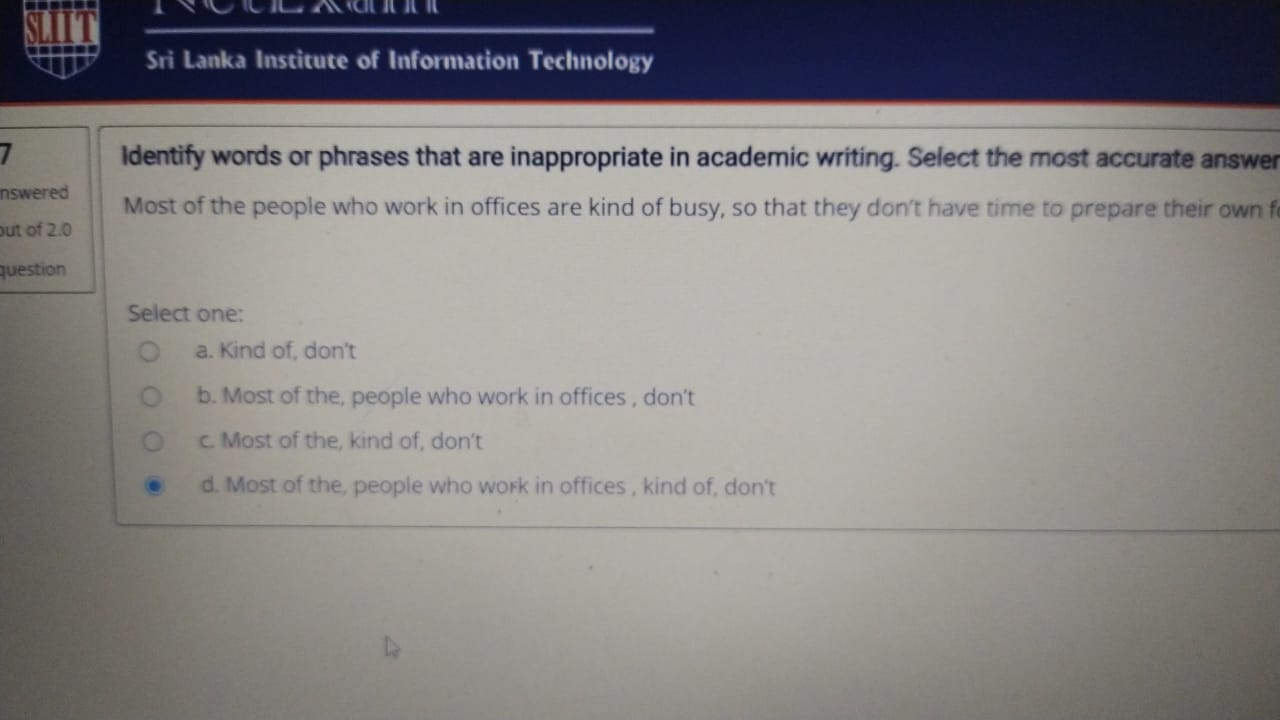 SLIIT
Sri Lanka Institute of Information Technology
7
Identify words or phrases that are inappropriate in academic writing. Select the most accurate answer
nswered
Most of the people who work in offices are kind of busy, so that they don't have time to prepare their own
out of 2.0
question
Select one:
a. Kind of, don't
b. Most of the, people who work in offices , don't
c. Most of the, kind of, don't
d. Most of the, people who work in offices , kind of, don't